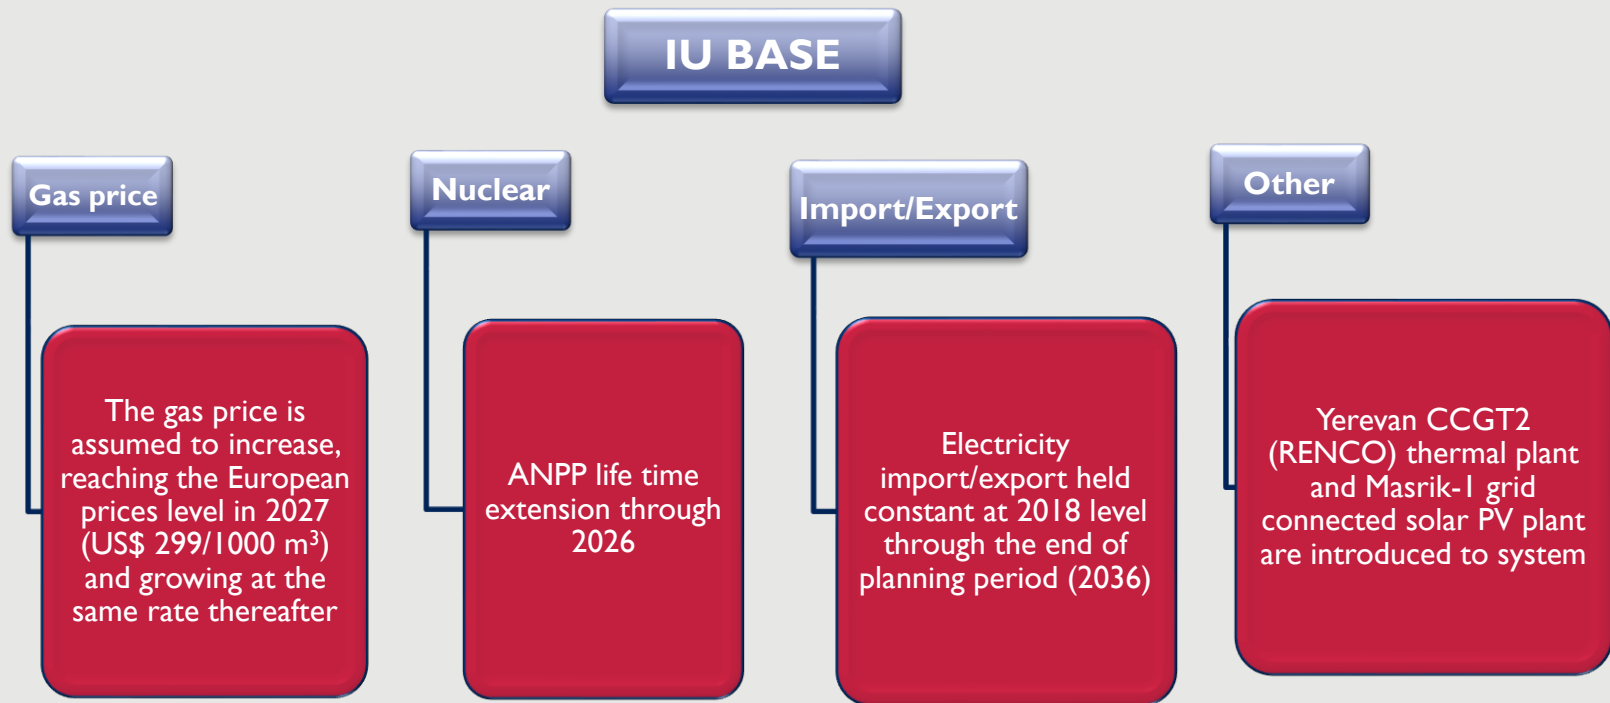 IU BASE
Gas price
The gas price is
assumed to increase,
reaching the European
prices level in 2027
(US$ 299/1000 m³)
and growing at the
same rate thereafter
Nuclear
ANPP life time
extension through
2026
Import/Export
Electricity
import/export held
constant at 2018 level
through the end of
planning period (2036)
Other
Yerevan CCGT2
(RENCO) thermal plant
and Masrik-1 grid
connected solar PV plant
are introduced to system